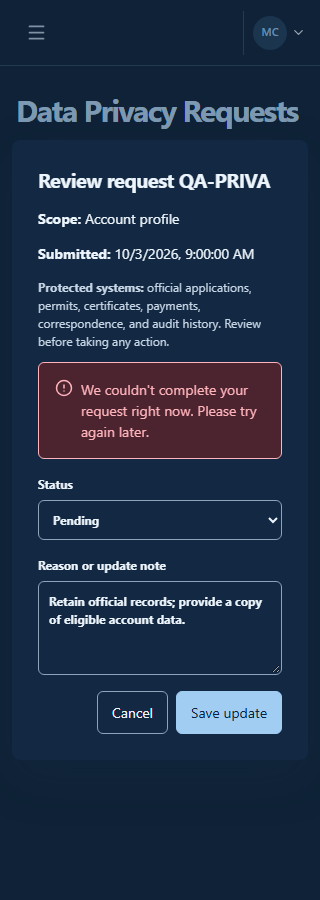 MC
Data Privacy Requests
Review request QA-PRIVA
Scope: Account profile
Submitted: 10/3/2026, 9:00:00 AM
Protected systems: official applications,
permits, certificates, payments,
correspondence, and audit history. Review
before taking any action.
We couldn't complete your
request right now. Please try
again later.
Status
Pending
Reason or update note
Retain official records; provide a copy
of eligible account data.
Cancel
Save update